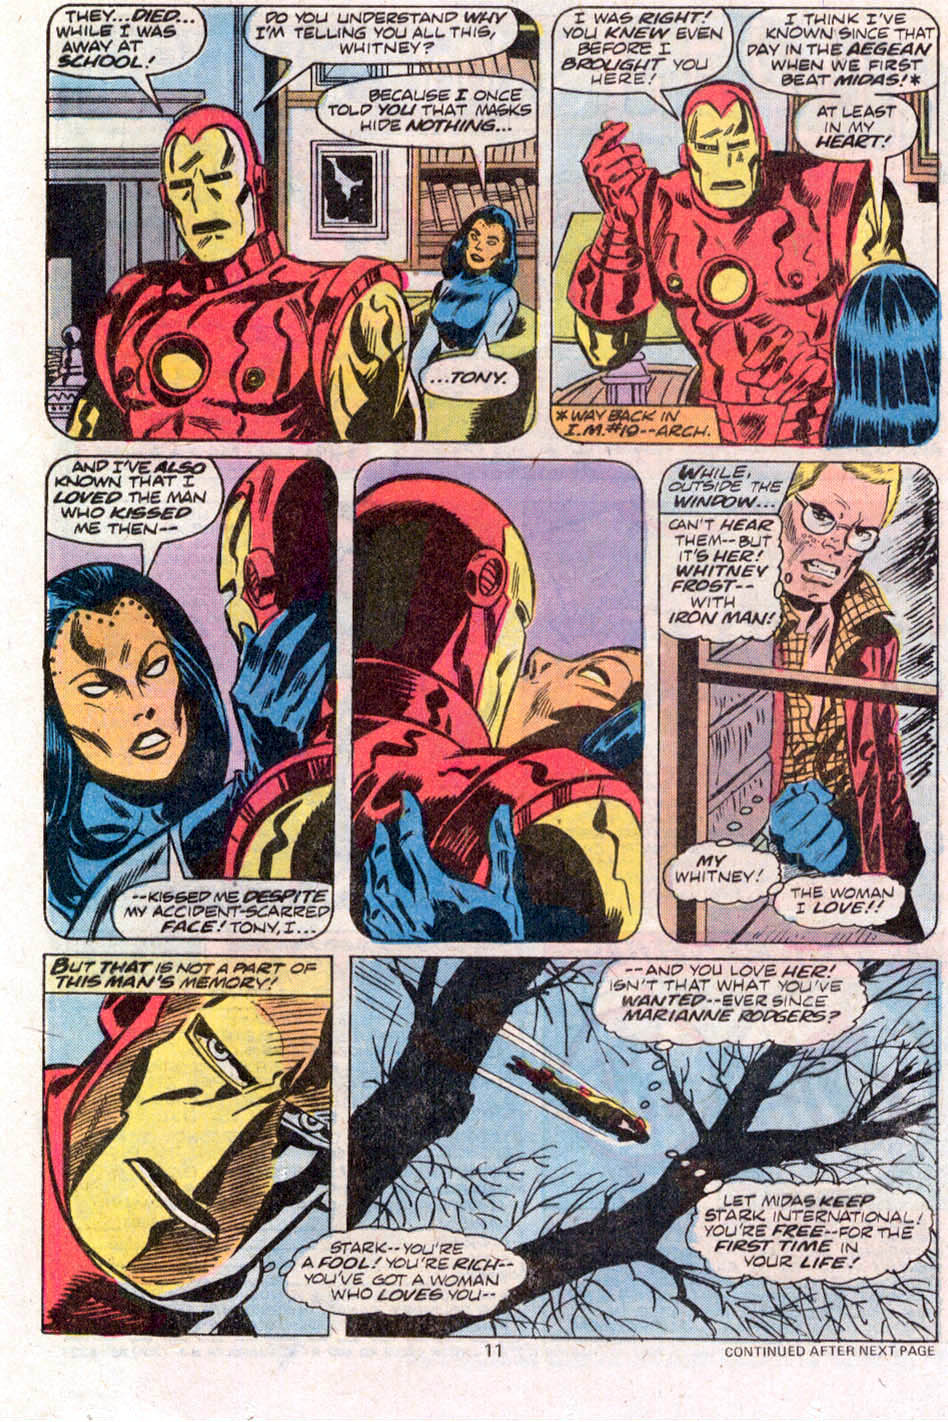 THEY...DIED...
WHILE I WAS
AWAY AT
SCHOOL!
DO YOU UNDERSTAND WHY
I'M TELLING YOU ALL THIS,
WHITNEY?
BECAUSE I ONCE
TOLD YOU THAT MASKS
HIDE NOTHING...
...TONY.
I WAS RIGHT!
YOU KNEW EVEN
BEFORE I
BROUGHT YOU
HERE!
I THINK I'VE
KNOWN SINCE THAT
DAY IN THE AEGEAN
WHEN WE FIRST
BEAT MIDAS!*
AT LEAST
IN MY
HEART!
*WAY BACK IN
I.M. #19--ARCH.
AND I'VE ALSO
KNOWN THAT I
LOVED THE MAN
WHO KISSED
ME THEN--
--KISSED ME DESPITE
MY ACCIDENT-SCARRED
FACE! TONY, I...
WHILE,
OUTSIDE THE
WINDOW...
CAN'T HEAR
THEM--BUT
IT'S HER!
WHITNEY
FROST--
WITH
IRON MAN!
MY
WHITNEY!
THE WOMAN
I LOVE!!
BUT THAT IS NOT A PART OF
THIS MAN'S MEMORY!
STARK--YOU'RE
A FOOL! YOU'RE RICH--
YOU'VE GOT A WOMAN
WHO LOVES YOU--
--AND YOU LOVE HER!
ISN'T THAT WHAT YOU'VE
WANTED--EVER SINCE
MARIANNE RODGERS?
LET MIDAS KEEP
STARK INTERNATIONAL!
YOU'RE FREE--FOR THE
FIRST TIME IN
YOUR LIFE!
11
CONTINUED AFTER NEXT PAGE